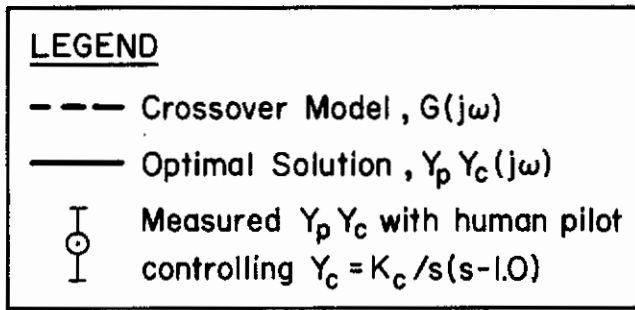 LEGEND
Crossover Model, G(jω)
Optimal Solution, YpYc(jω)
Measured YpYc with human pilot
controlling Yc = Kc/s(s-1.0)